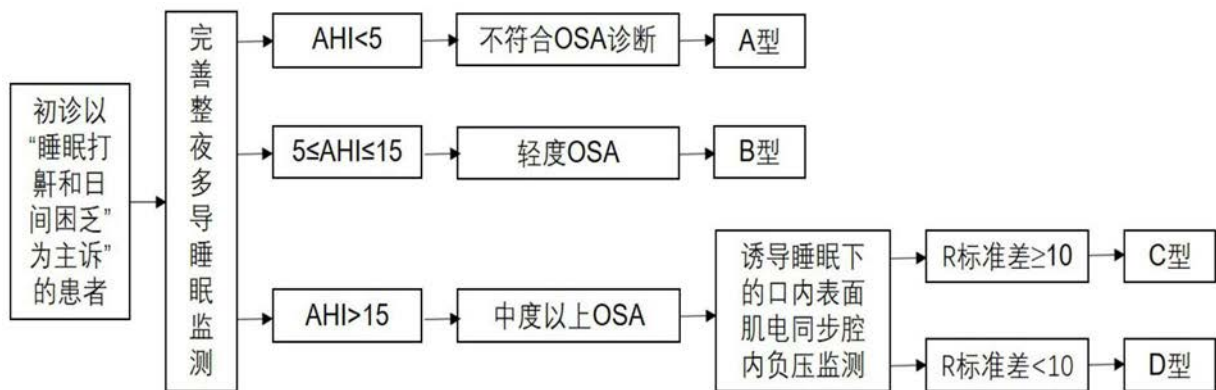 初诊以
“睡眠打
鼾和日
间困乏”
为主诉”
的患者
完
善
整
夜
多
导
睡
眠
监
测
AHI<5
不符合OSA诊断
A型
5≤AHI≤15
轻度OSA
B型
AHI>15
中度以上OSA
诱导睡眠下
的口内表面
肌电同步腔
内负压监测
R标准差≥10
C型
R标准差<10
D型